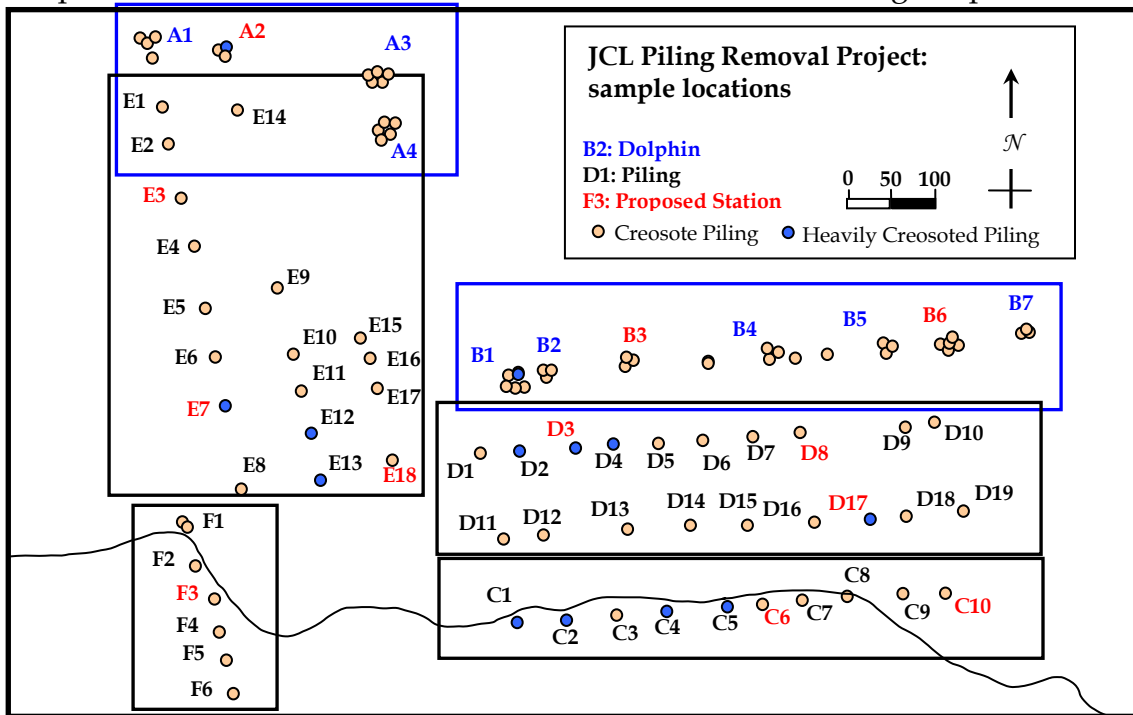 A1
A2
A3
E1
E14
E2
A4
E3
E4
E9
E5
E15
E10
E6
E16
E11
E17
E7
E12
E8
E13
E18
JCL Piling Removal Project:
sample locations
N
B2: Dolphin
D1: Piling
F3: Proposed Station
0 50 100
Creosote Piling
Heavily Creosoted Piling
B1
B2
B3
B4
B5
B6
B7
D1
D2
D3
D4
D5
D6
D7
D8
D9
D10
D11
D12
D13
D14
D15
D16
D17
D18
D19
F1
F2
F3
F4
F5
F6
C1
C2
C3
C4
C5
C6
C7
C8
C9
C10